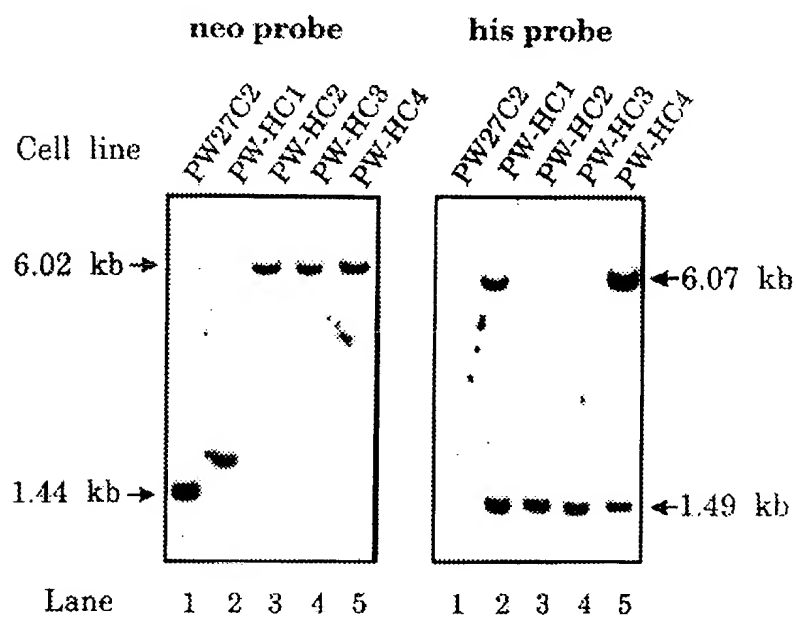 neo probe his probe
Cell line
PW27C2
PW-HC1
PW-HC2
PW-HC3
PW-HC4
PW27C2
PW-HC1
PW-HC2
PW-HC3
PW-HC4
6.02 kb
6.07 kb
1.44 kb
1.49 kb
Lane 1 2 3 4 5 1 2 3 4 5